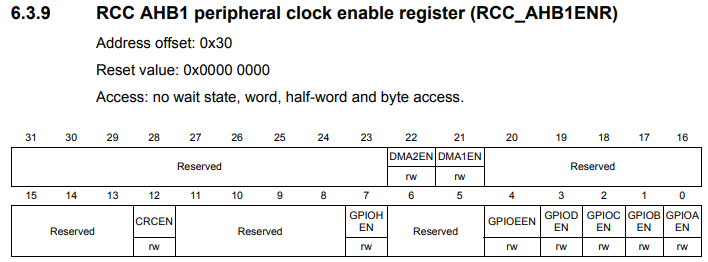 6.3.9 RCC AHB1 peripheral clock enable register (RCC_AHB1ENR)
Address offset: 0x30
Reset value: 0x0000 0000
Access: no wait state, word, half-word and byte access.
31 30 29 28 27 26 25 24 23 22 21 20 19 18 17 16
Reserved DMA2EN DMA1EN Reserved
rw rw
15 14 13 12 11 10 9 8 7 6 5 4 3 2 1 0
Reserved CRCEN Reserved GPIOH EN Reserved GPIOEEN GPIOD EN GPIOC EN GPIOB EN GPIOA EN
rw rw rw rw rw rw rw